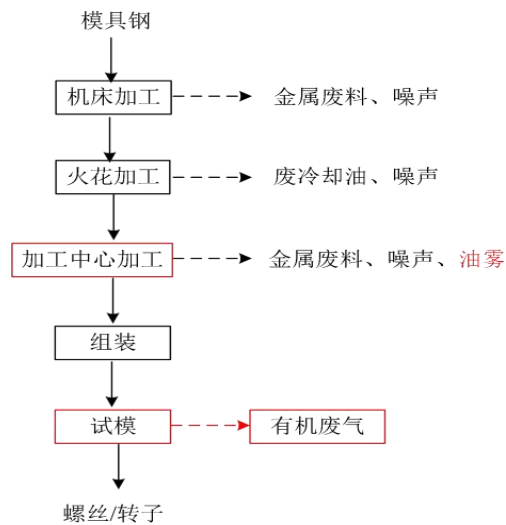 模具钢
机床加工 金属废料、噪声
火花加工 废冷却油、噪声
加工中心加工 金属废料、噪声、油雾
组装
试模 有机废气
螺丝/转子